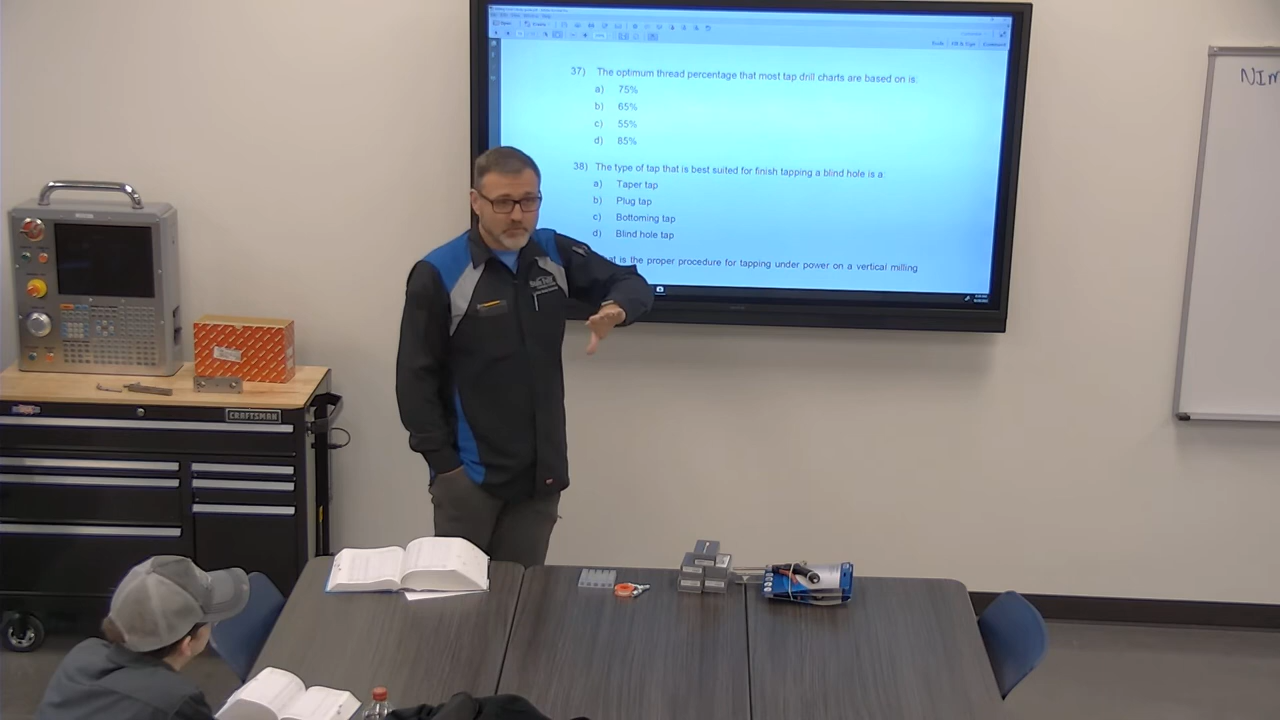 37) The optimum thread percentage that most tap drill charts are based on is:
a) 75%
b) 65%
c) 55%
d) 85%
38) The type of tap that is best suited for finish tapping a blind hole is a:
a) Taper tap
b) Plug tap
c) Bottoming tap
d) Blind hole tap
is the proper procedure for tapping under power on a vertical milling
CRAFTSMAN